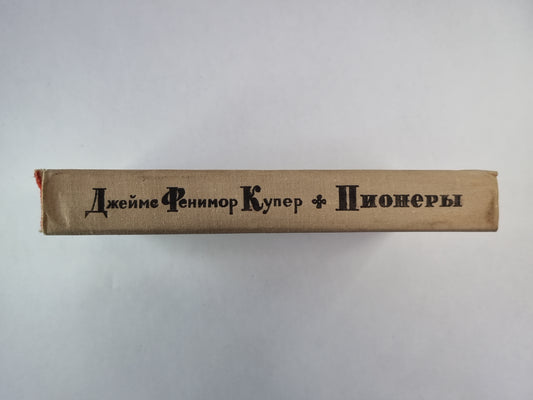 Джеймс Фенимор Купер Пионеры